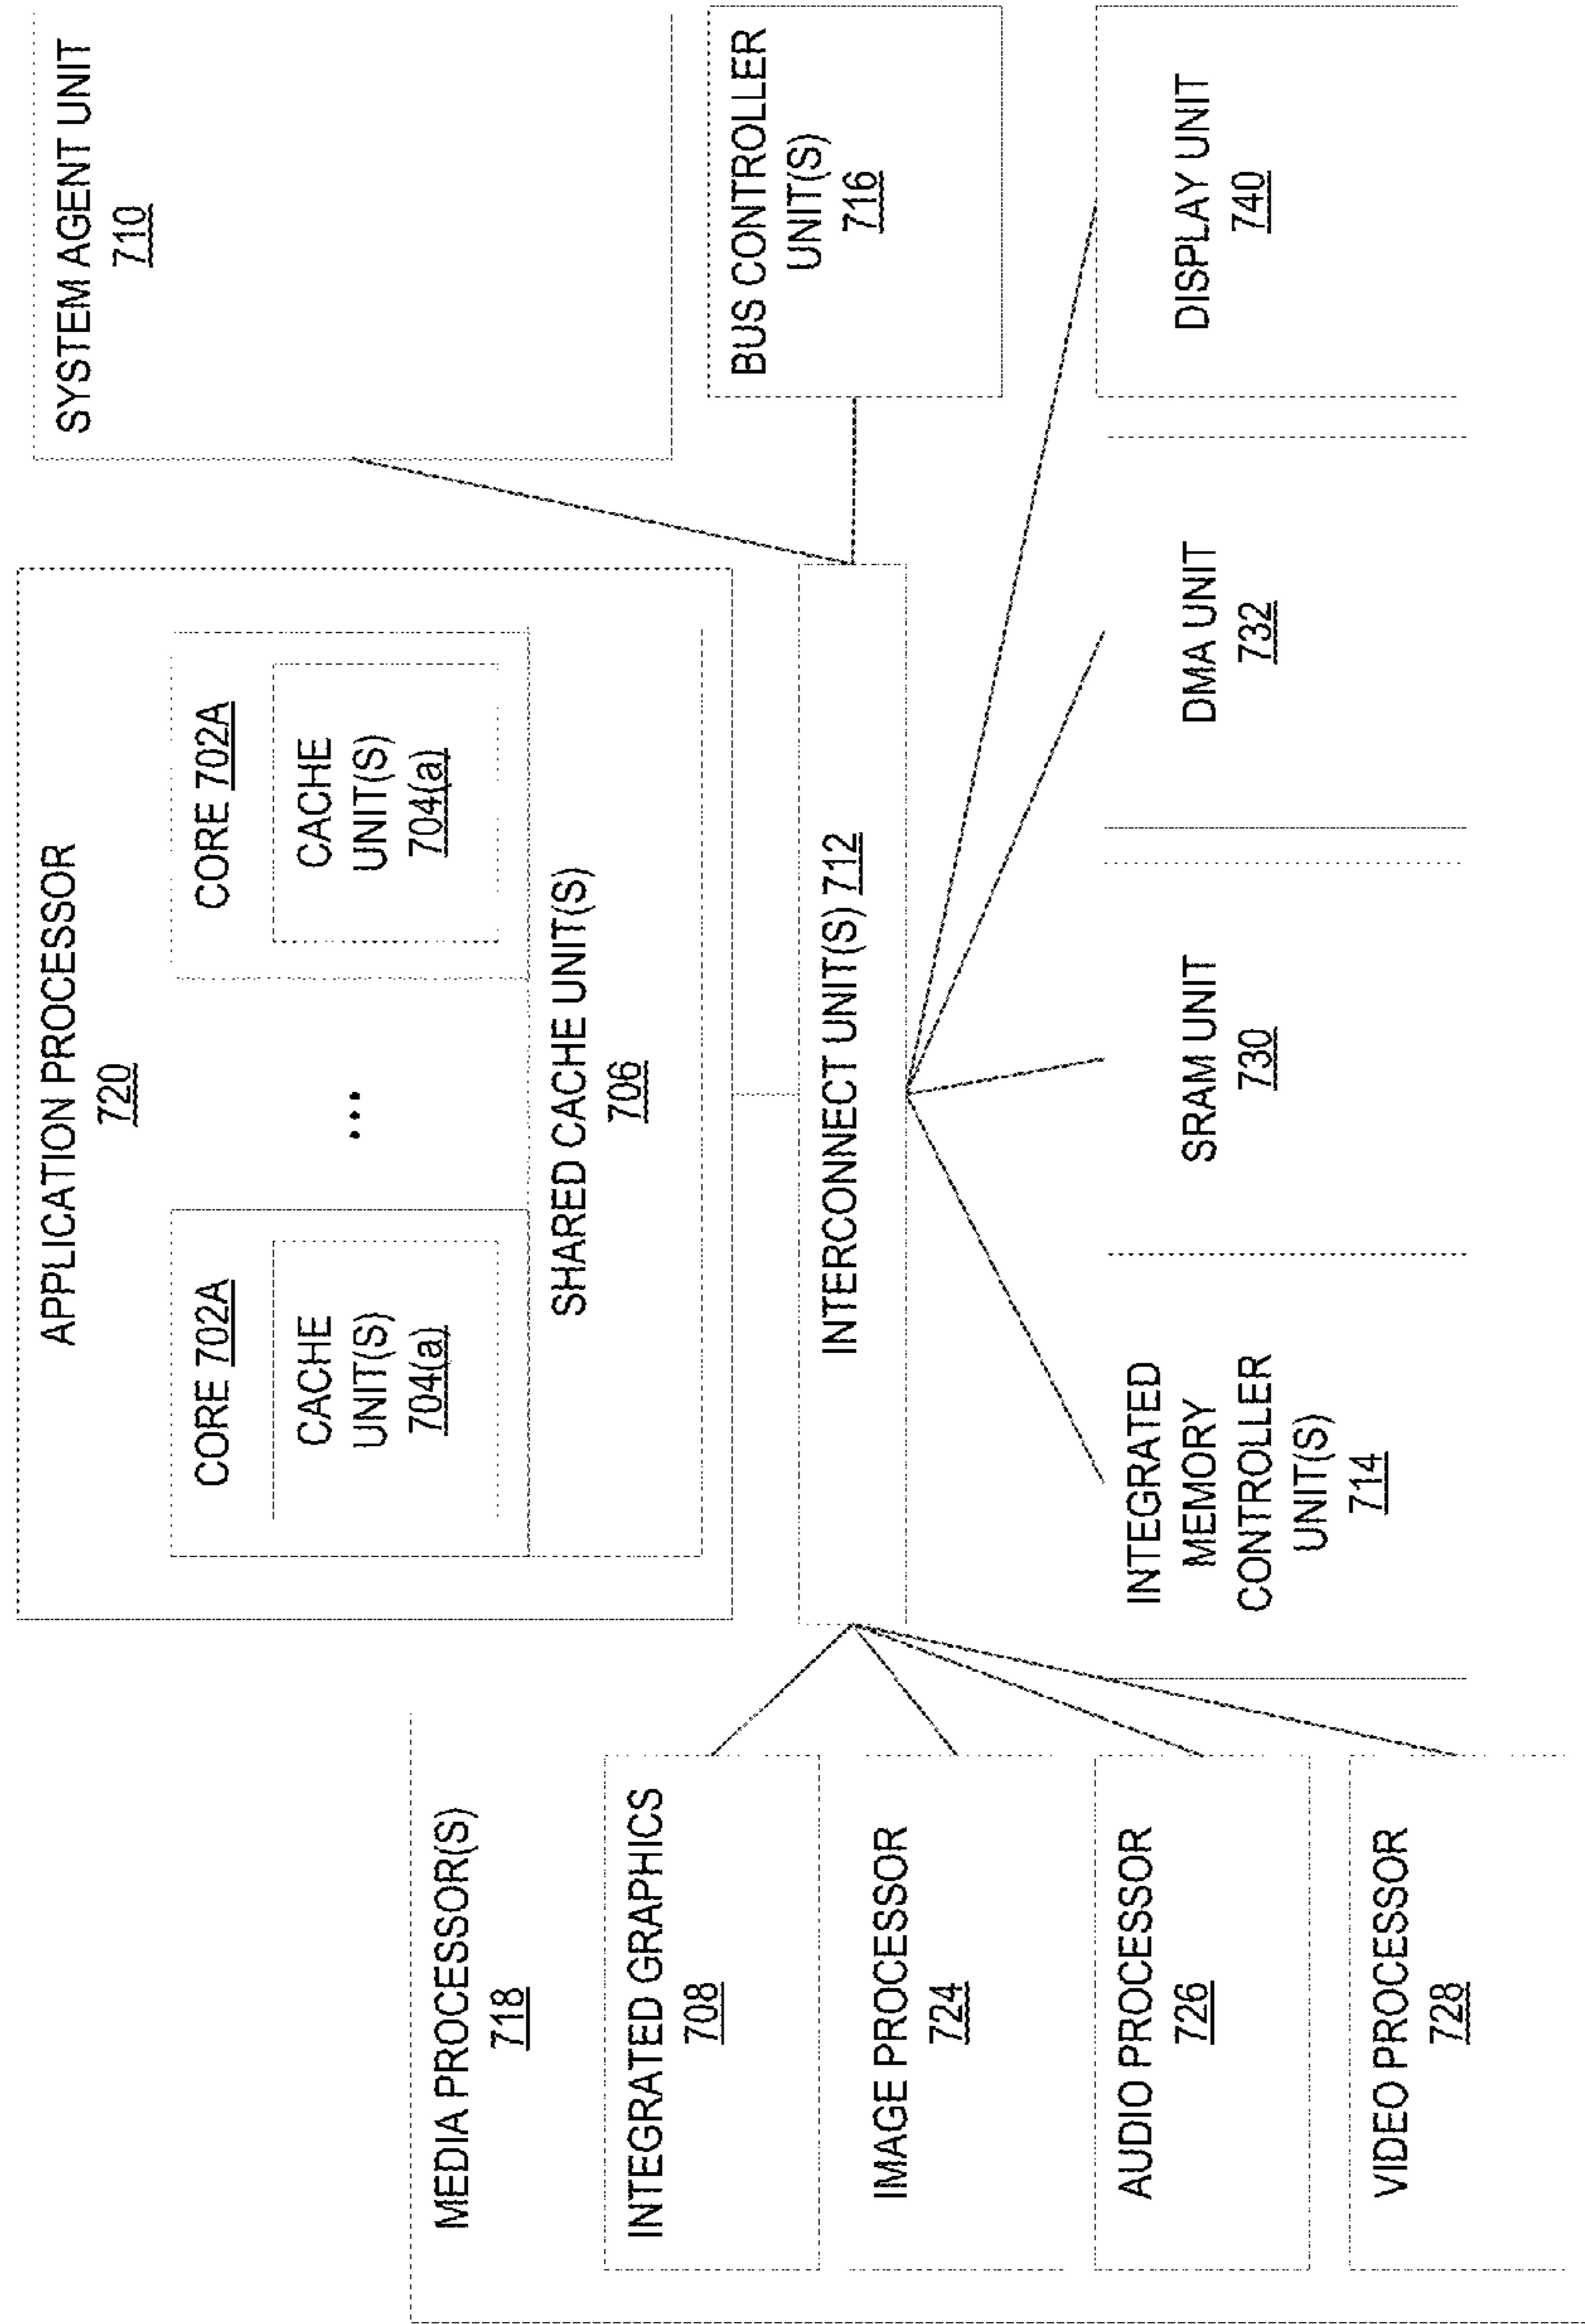 APPLICATION PROCESSOR
720
CORE 702A
CACHE
UNIT(S)
704(a)
...
CORE 702A
CACHE
UNIT(S)
704(a)
SHARED CACHE UNIT(S)
706
SYSTEM AGENT UNIT
710
MEDIA PROCESSOR(S)
718
INTEGRATED GRAPHICS
708
IMAGE PROCESSOR
724
AUDIO PROCESSOR
726
VIDEO PROCESSOR
728
INTERCONNECT UNIT(S) 712
BUS CONTROLLER
UNIT(S)
716
INTEGRATED
MEMORY
CONTROLLER
UNIT(S)
714
SRAM UNIT
730
DMA UNIT
732
DISPLAY UNIT
740